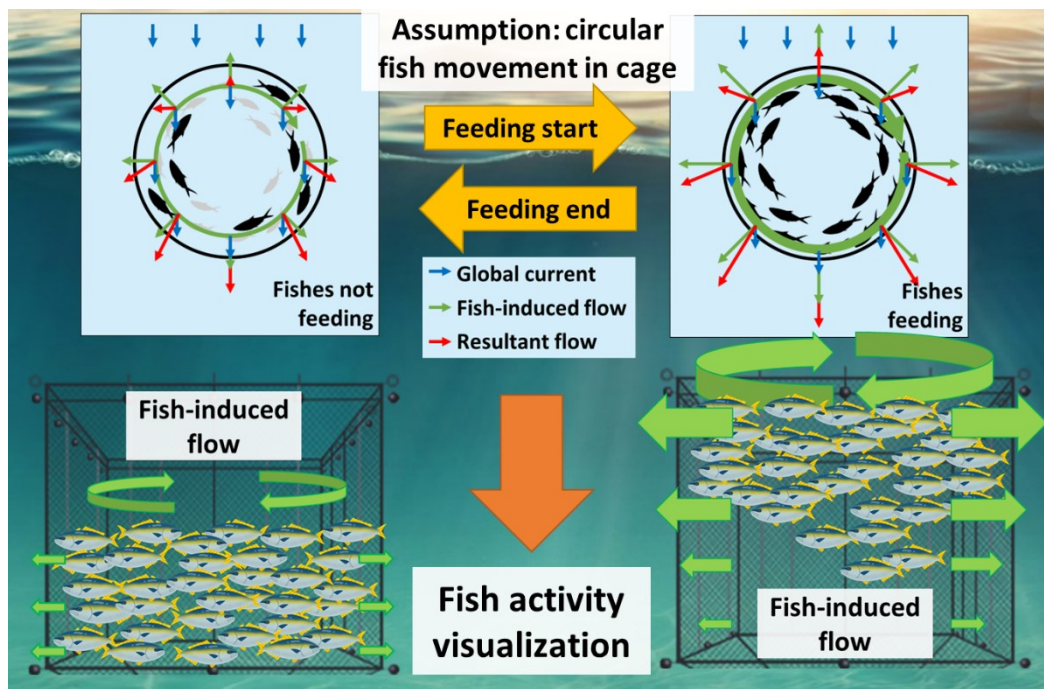 Assumption: circular
fish movement in cage
Feeding start
Feeding end
Fishes not
feeding
Global current
Fish-induced flow
Resultant flow
Fishes
feeding
Fish-induced
flow
Fish activity
visualization
Fish-induced
flow